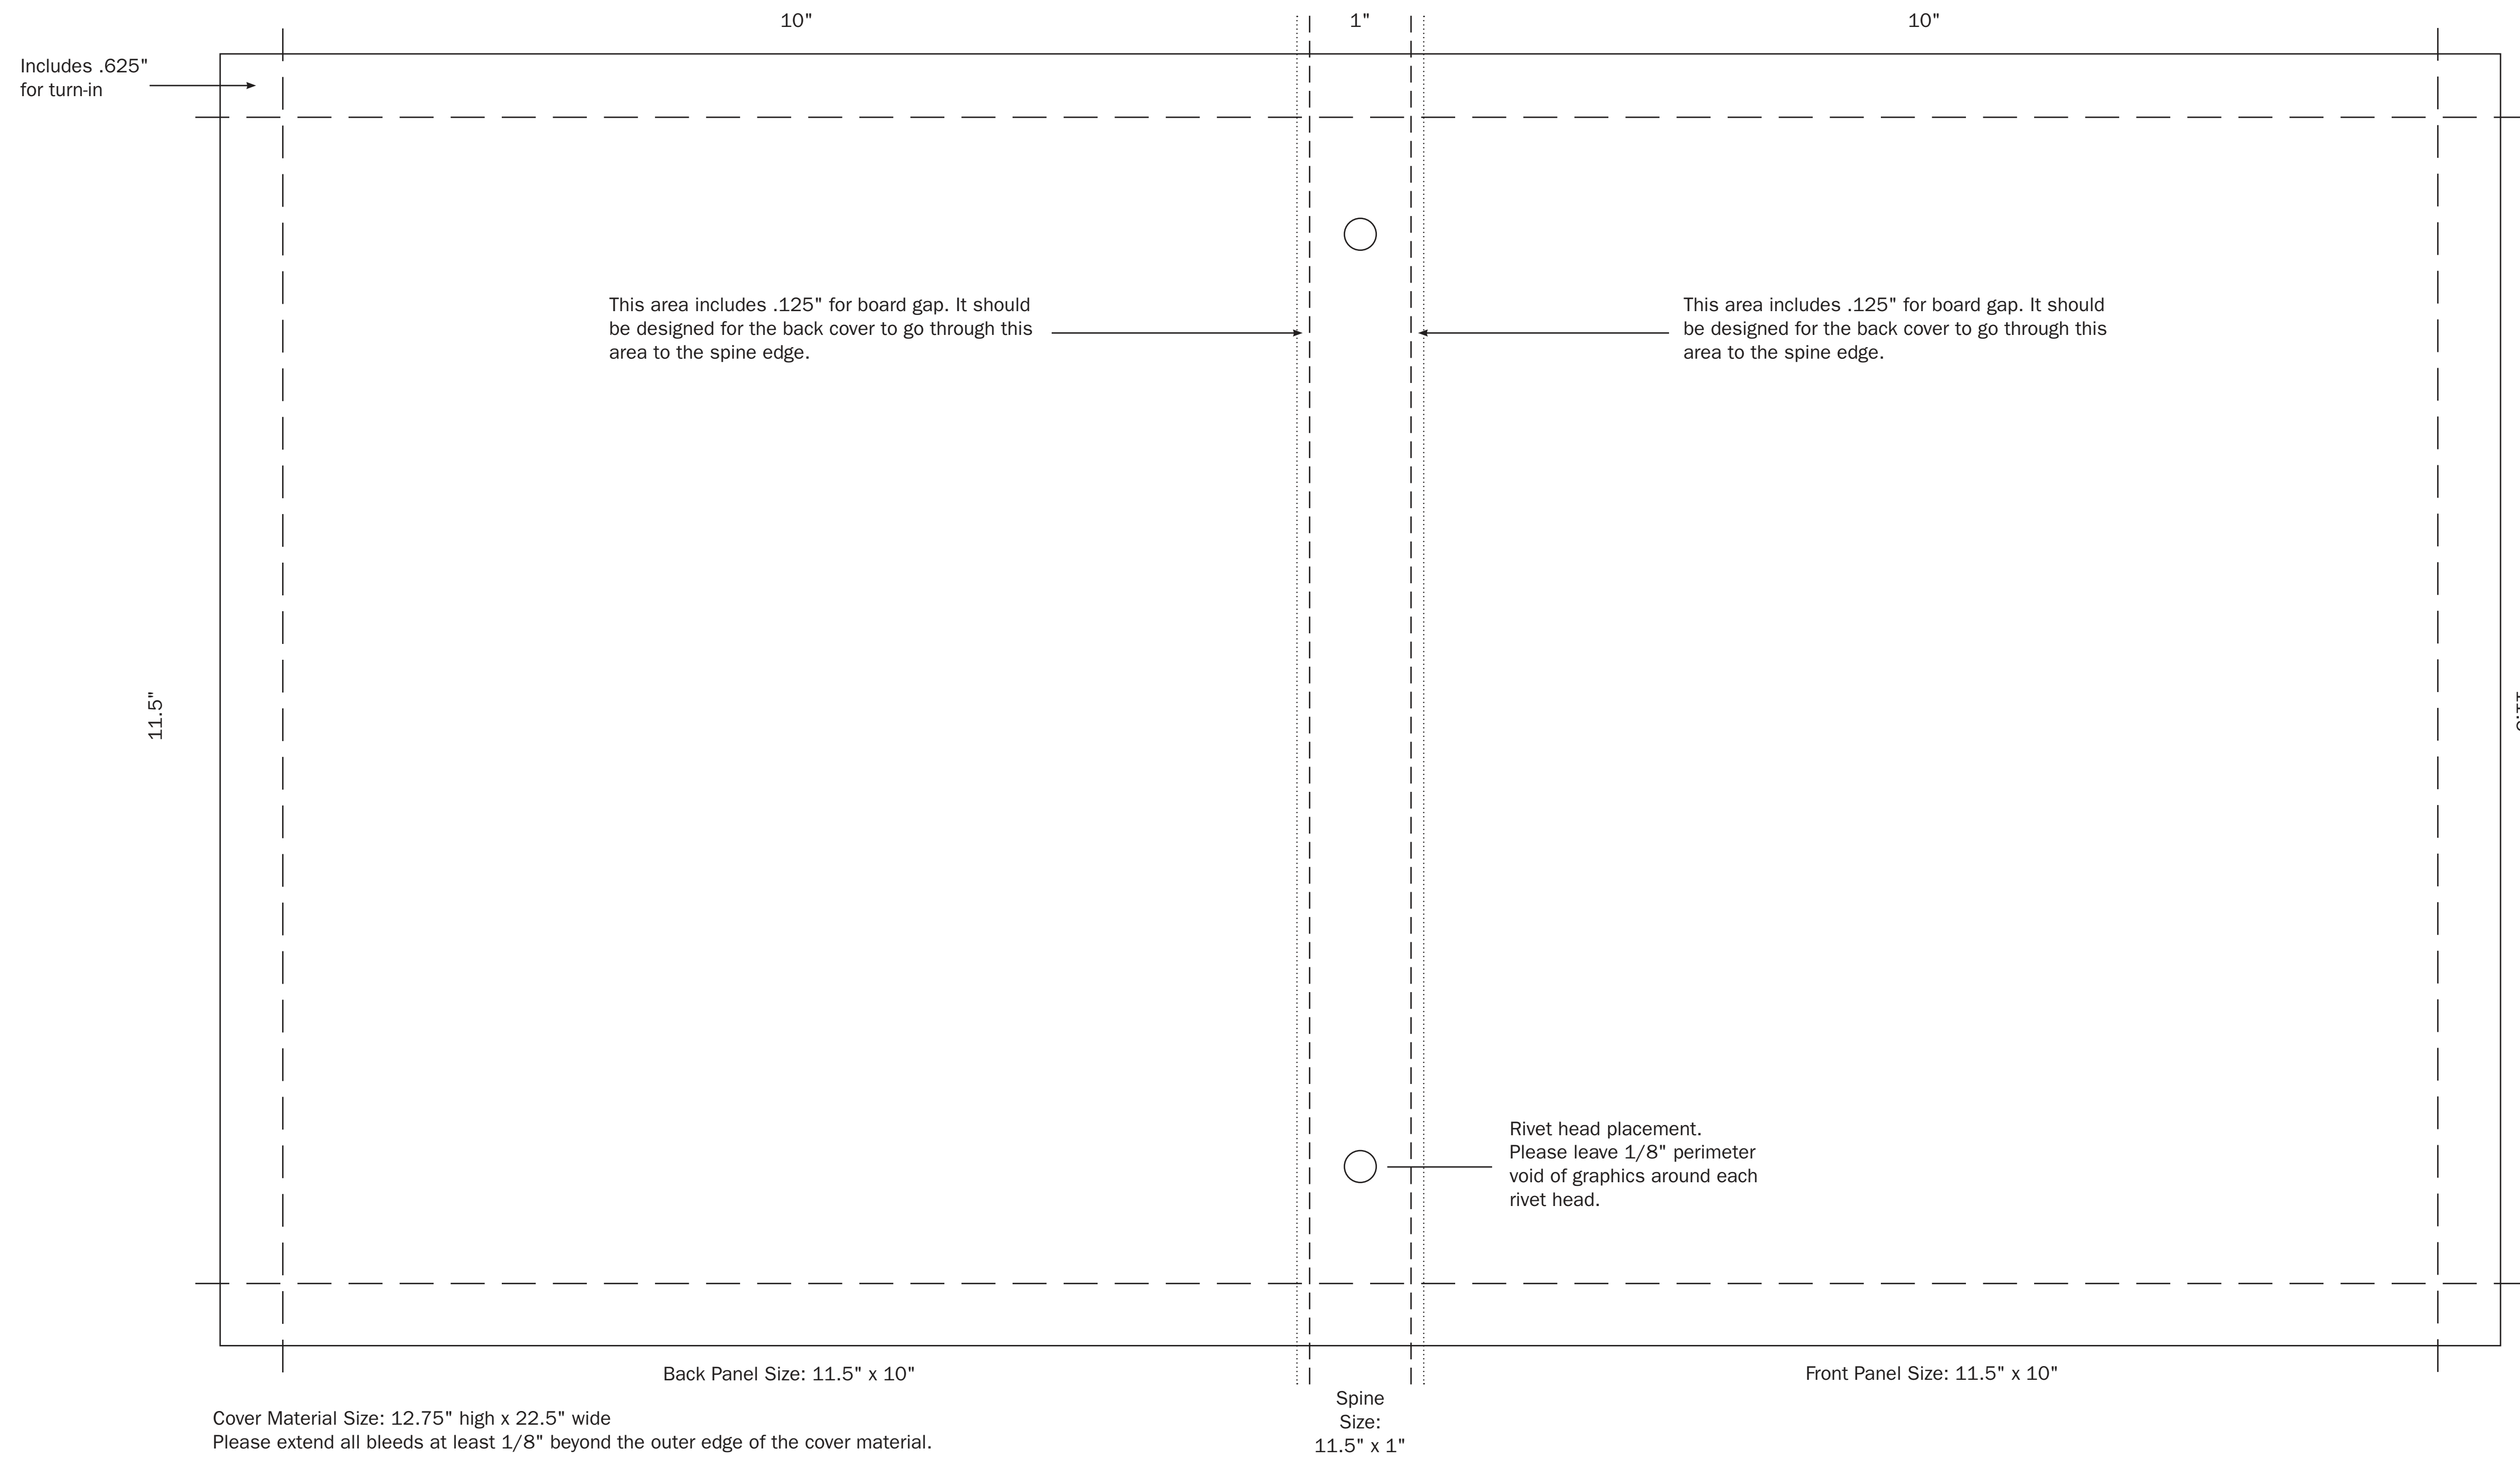 10"
1"
10"
Includes .625"
for turn-in
This area includes .125" for board gap. It should
be designed for the back cover to go through this
area to the spine edge.
This area includes .125" for board gap. It should
be designed for the back cover to go through this
area to the spine edge.
11.5"
Rivet head placement.
Please leave 1/8" perimeter
void of graphics around each
rivet head.
Back Panel Size: 11.5" x 10"
Front Panel Size: 11.5" x 10"
Spine
Size:
11.5" x 1"
Cover Material Size: 12.75" high x 22.5" wide
Please extend all bleeds at least 1/8" beyond the outer edge of the cover material.